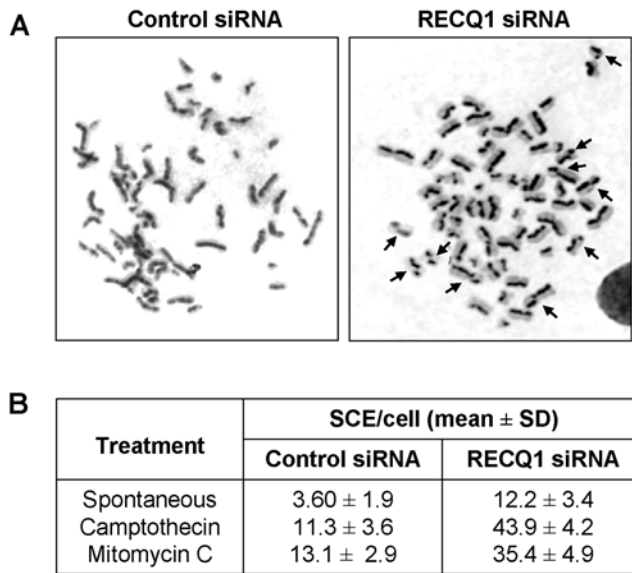 A
Control siRNA
RECQ1 siRNA
B
Treatment
SCE/cell (mean ± SD)
Control siRNA
RECQ1 siRNA
Spontaneous 3.60 ± 1.9 12.2 ± 3.4
Camptothecin 11.3 ± 3.6 43.9 ± 4.2
Mitomycin C 13.1 ± 2.9 35.4 ± 4.9